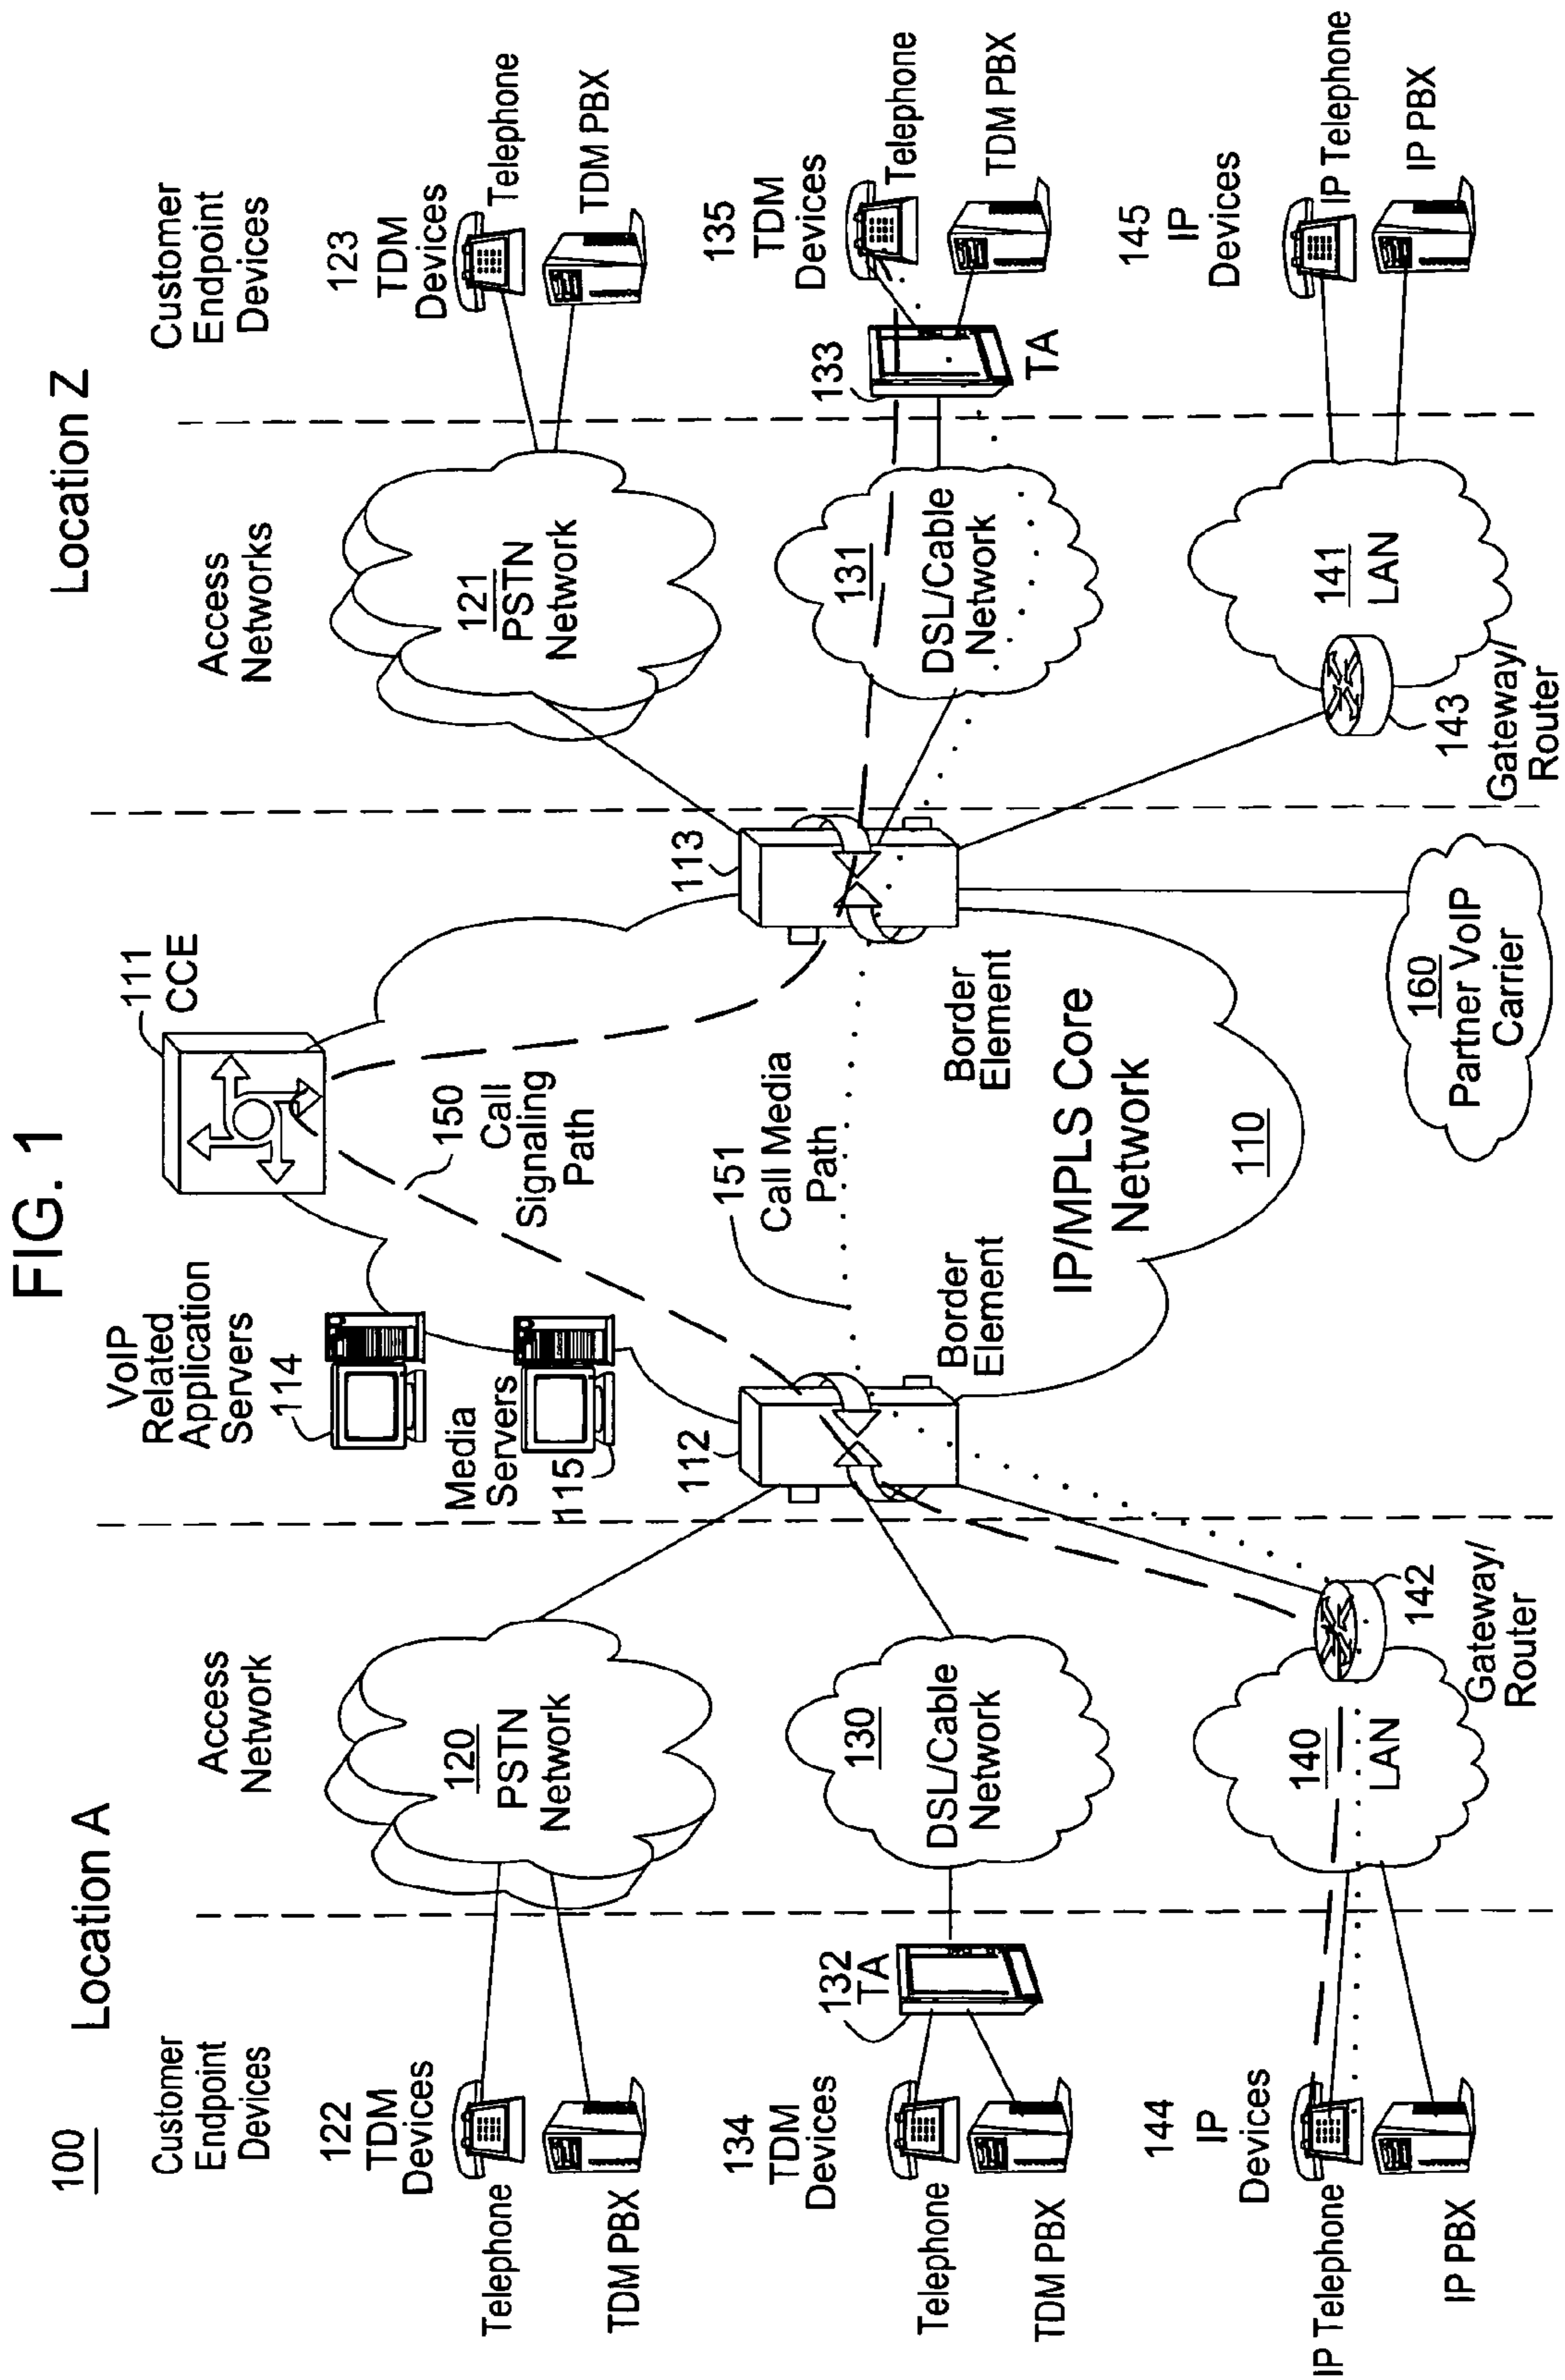 FIG. 1
100
Location A
Location Z
Customer
Endpoint
Devices
Access
Network
VoIP
Related
Application
Servers
114
111
CCE
Access
Networks
Customer
Endpoint
Devices
122
TDM
Devices
Telephone
TDM PBX
120
PSTN
Network
Media
Servers
115
150
Call
Signaling
Path
121
PSTN
Network
123
TDM
Devices
Telephone
TDM PBX
112
151
Call Media
Path
113
134
TDM
Devices
Telephone
TDM PBX
132
TA
130
DSL/Cable
Network
Border
Element
Border
Element
131
DSL/Cable
Network
133
TA
135
TDM
Devices
Telephone
TDM PBX
IP/MPLS Core
Network
110
144
IP
Devices
IP Telephone
IP PBX
140
LAN
142
Gateway/
Router
160
Partner VoIP
Carrier
143
Gateway/
Router
141
LAN
145
IP
Devices
IP Telephone
IP PBX